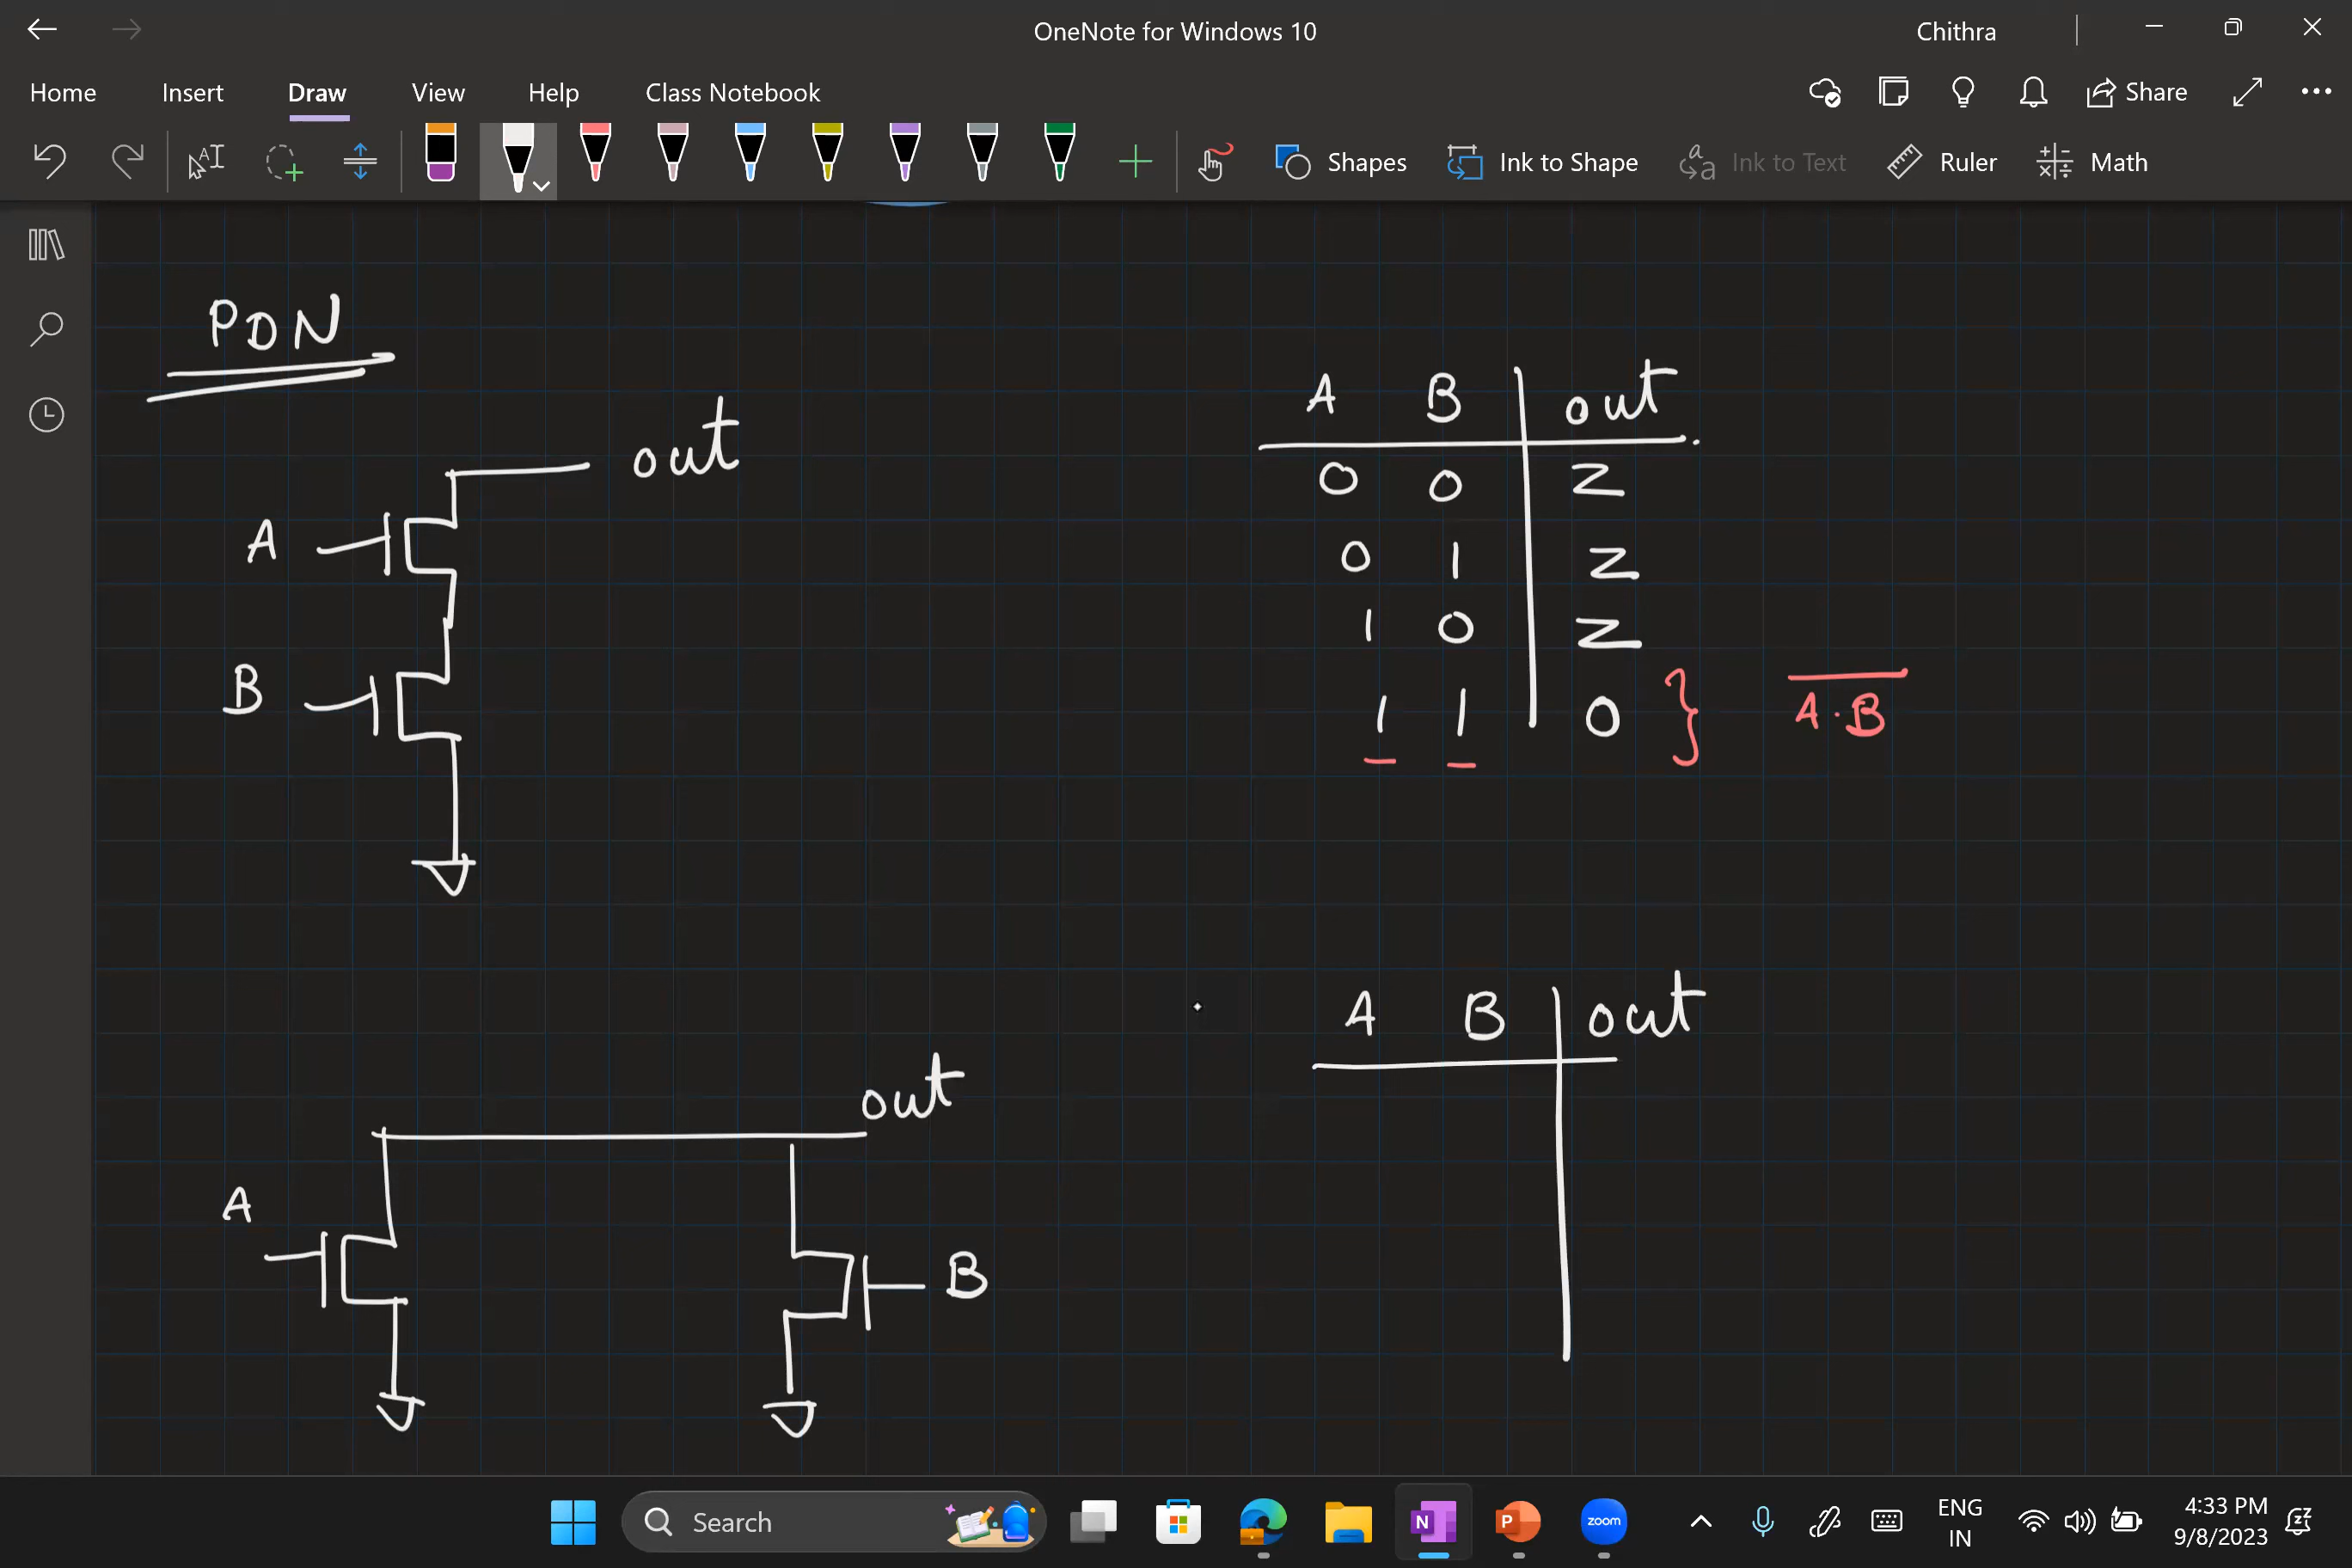 OneNote for Windows 10
Chithra
Home Insert Draw View Help Class Notebook
Share
Shapes Ink to Shape Ink to Text Ruler Math
PDN
out
A
B
A B out
0 0 Z
0 1 Z
1 0 Z
1 1 0 } A·B
out
A
B
A B out
Search
zoom
ENG
IN
4:33 PM
9/8/2023